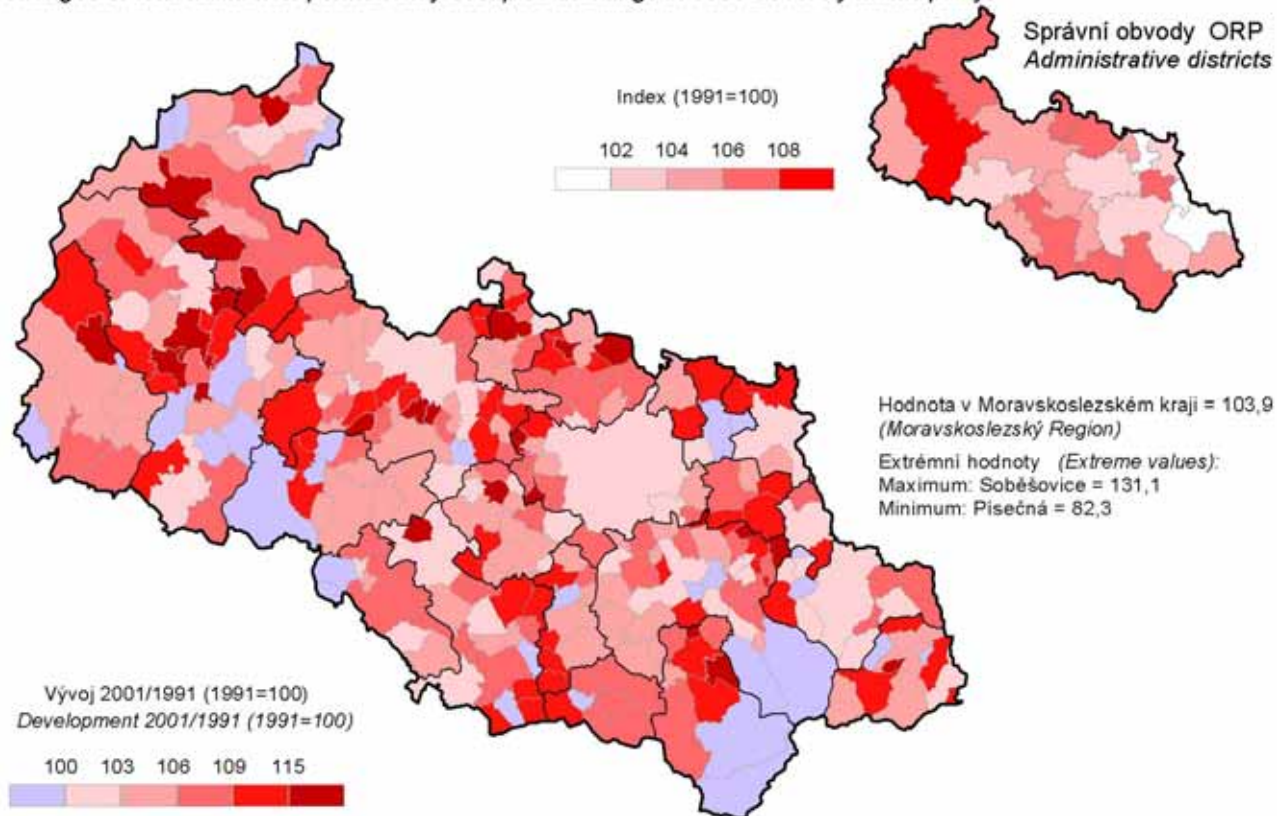 Správní obvody ORP
Administrative districts
Index (1991=100)
102 104 106 108
Hodnota v Moravskoslezském kraji = 103,9
(Moravskoslezský Region)
Extrémní hodnoty (Extreme values):
Maximum: Soběšovice = 131,1
Minimum: Písečná = 82,3
Vývoj 2001/1991 (1991=100)
Development 2001/1991 (1991=100)
100 103 106 109 115